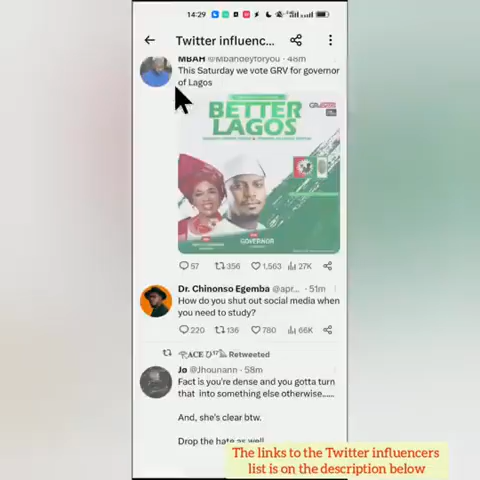 14:29
Twitter influenc...
MBAH @Mbandeyforyou · 48m
This Saturday we vote GRV for governor
of Lagos
BETTER
LAGOS
GOVERNOR
57 356 1,563 27K
Dr. Chinonso Egemba @apr... · 51m
How do you shut out social media when
you need to study?
220 136 780 66K
Retweeted
Jo @Jhounann · 58m
Fact is you're dense and you gotta turn
that into something else otherwise......
And, she's clear btw.
Drop the hate as well
The links to the Twitter influencers
list is on the description below